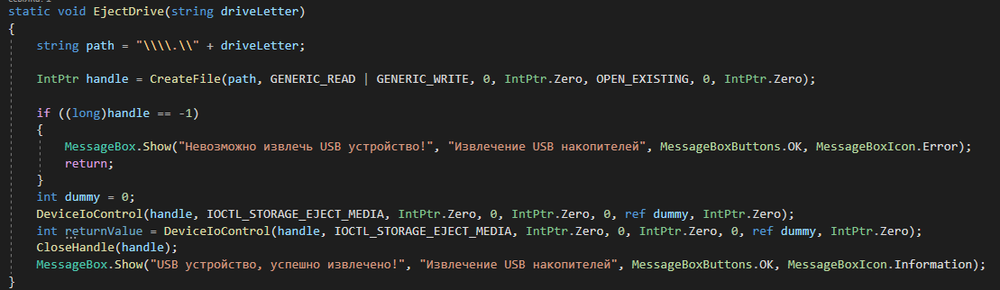 static void EjectDrive(string driveLetter)
{
string path = "\\\\.\\" + driveLetter;
IntPtr handle = CreateFile(path, GENERIC_READ | GENERIC_WRITE, 0, IntPtr.Zero, OPEN_EXISTING, 0, IntPtr.Zero);
if ((long)handle == -1)
{
MessageBox.Show("Невозможно извлечь USB устройство!", "Извлечение USB накопителей", MessageBoxButtons.OK, MessageBoxIcon.Error);
return;
}
int dummy = 0;
DeviceIoControl(handle, IOCTL_STORAGE_EJECT_MEDIA, IntPtr.Zero, 0, IntPtr.Zero, 0, ref dummy, IntPtr.Zero);
int returnValue = DeviceIoControl(handle, IOCTL_STORAGE_EJECT_MEDIA, IntPtr.Zero, 0, IntPtr.Zero, 0, ref dummy, IntPtr.Zero);
CloseHandle(handle);
MessageBox.Show("USB устройство, успешно извлечено!", "Извлечение USB накопителей", MessageBoxButtons.OK, MessageBoxIcon.Information);
}